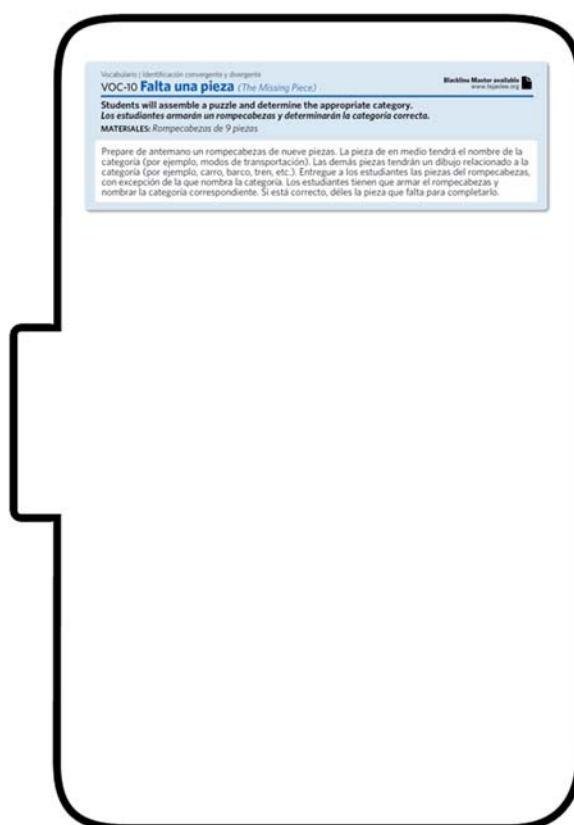 Vocabulario | Identificación convergente y divergente
VOC-10 Falta una pieza (The Missing Piece)
Blackline Master available
www.tejaslee.org
Students will assemble a puzzle and determine the appropriate category.
Los estudiantes armarán un rompecabezas y determinarán la categoría correcta.
MATERIALES: Rompecabezas de 9 piezas
Prepare de antemano un rompecabezas de nueve piezas. La pieza de en medio tendrá el nombre de la
categoría (por ejemplo, modos de transportación). Las demás piezas tendrán un dibujo relacionado a la
categoría (por ejemplo, carro, barco, tren, etc.). Entregue a los estudiantes las piezas del rompecabezas,
con excepción de la que nombra la categoría. Los estudiantes tienen que armar el rompecabezas y
nombrar la categoría correspondiente. Si está correcto, déles la pieza que falta para completarlo.